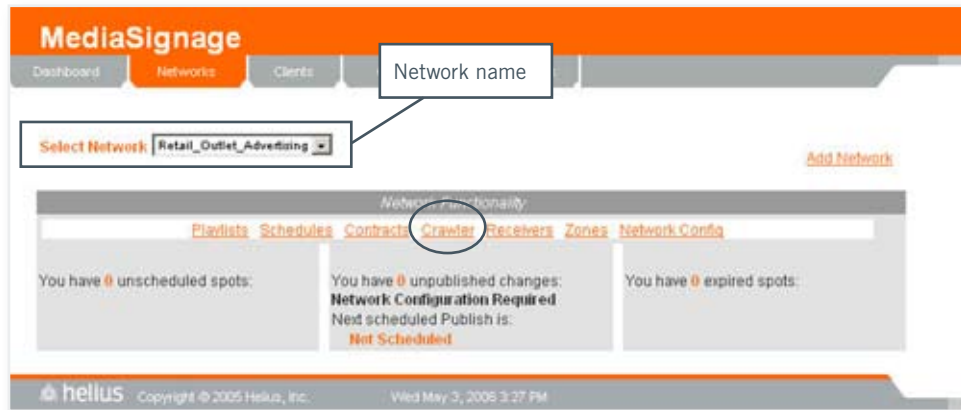 MediaSignage
Dashboard Networks Clients
Network name
Select Network Retail_Outlet_Advertising
Add Network
Network Functionality
Playlists Schedules Contracts Crawler Receivers Zones Network Config
You have 0 unscheduled spots:
You have 0 unpublished changes:
Network Configuration Required
Next scheduled Publish is:
Not Scheduled
You have 0 expired spots:
helius Copyright © 2005 Helius, Inc. Wed May 3, 2006 3:27 PM